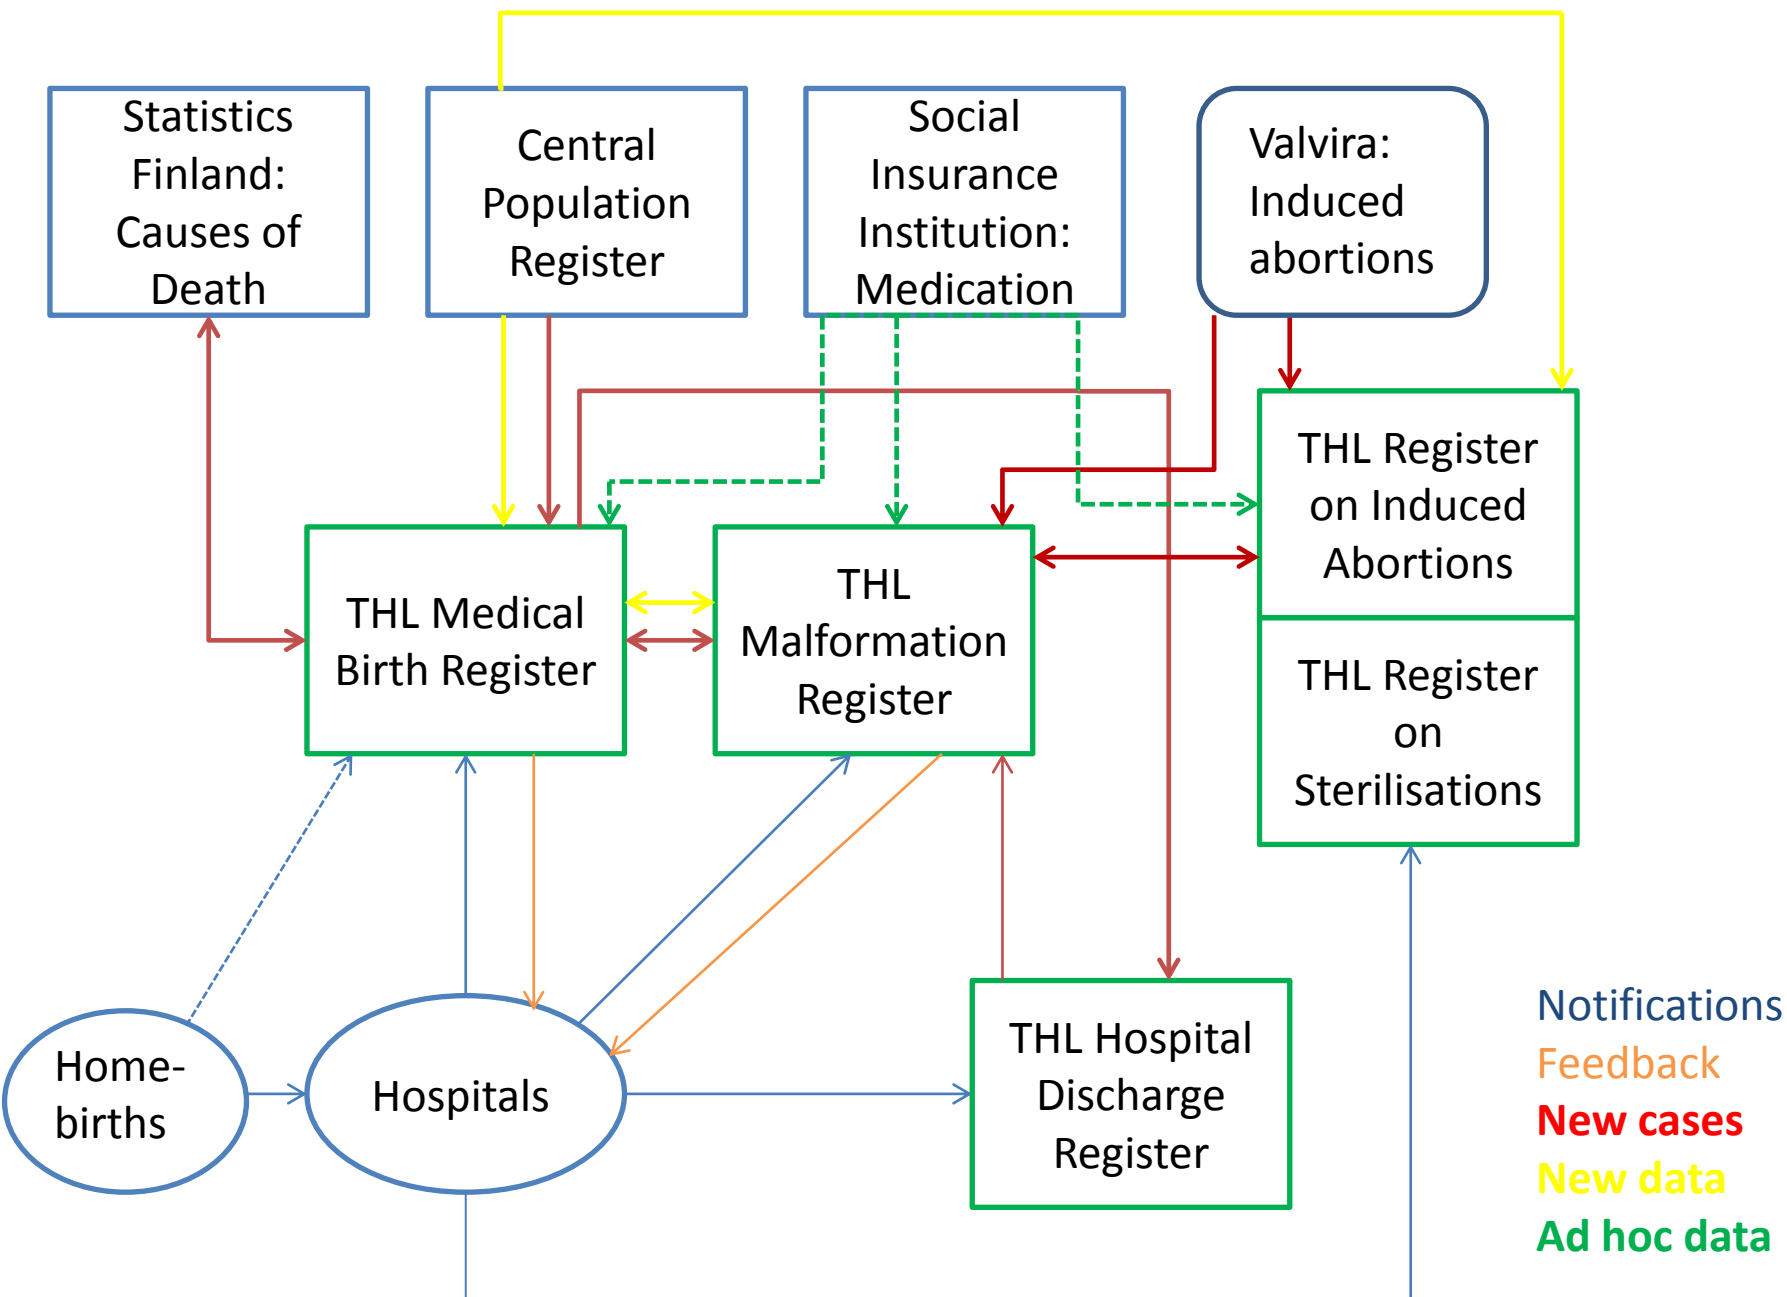 Statistics
Finland:
Causes of
Death
Central
Population
Register
Social
Insurance
Institution:
Medication
Valvira:
Induced
abortions
THL Register
on Induced
Abortions
THL Medical
Birth Register
THL
Malformation
Register
THL Register
on
Sterilisations
Home-
births
Hospitals
THL Hospital
Discharge
Register
Notifications
Feedback
New cases
New data
Ad hoc data